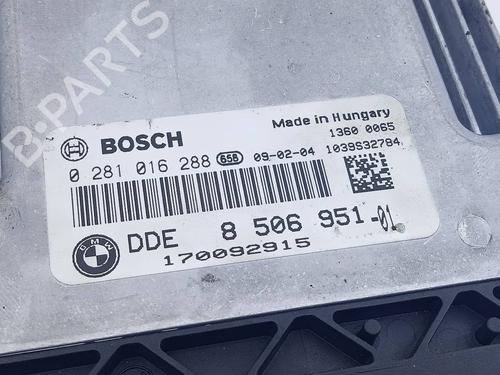 B-PARTS
BOSCH
Made in Hungary
1360 0065
0 281 016 288 658 09-02-04 1039S32784
BMW
DDE 8 506 951-01
170092915